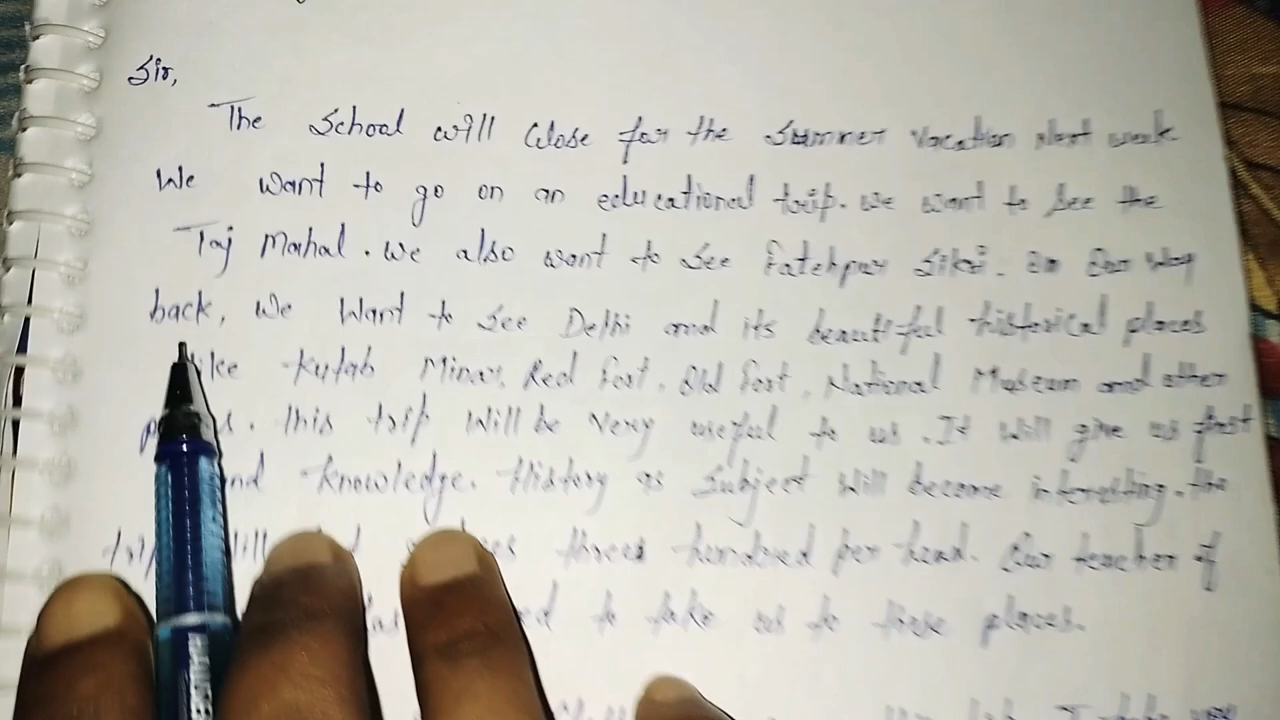 Sir,
The School will close for the Summer vacation Next week
We want to go on an educational trip. we want to see the
Taj Mahal. We also want to see Fatehpur Sikri. On Our Way
back, We Want to see Delhi and its beautiful historical places
like Kutab Minar, Red Fort, Old Fort, National Museum and other
This trip Will be very useful to us. It will give us first
knowledge. History as Subject will become interesting. The
hundred per head. Our teacher of
to take us to these places.